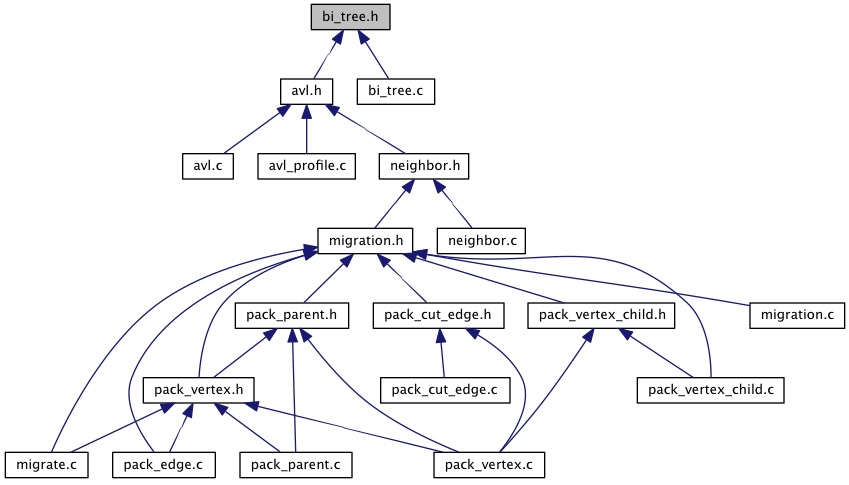 bi_tree.h
avl.h
bi_tree.c
avl.c
avl_profile.c
neighbor.h
migration.h
neighbor.c
pack_parent.h
pack_cut_edge.h
pack_vertex_child.h
migration.c
pack_vertex.h
pack_cut_edge.c
pack_vertex_child.c
migrate.c
pack_edge.c
pack_parent.c
pack_vertex.c